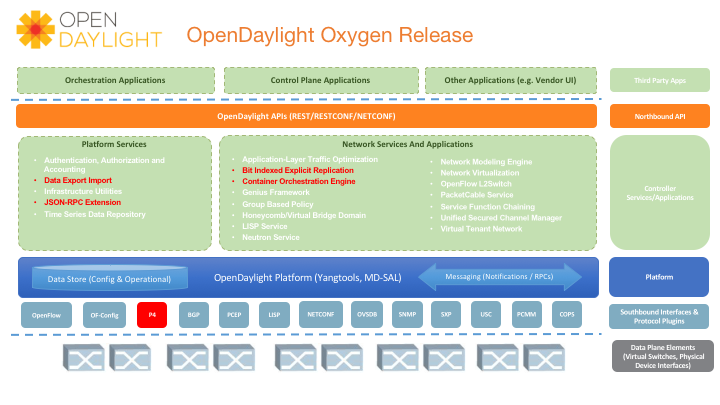 OPEN
DAYLIGHT
OpenDaylight Oxygen Release
Orchestration Applications
Control Plane Applications
Other Applications (e.g. Vendor UI)
Third Party Apps
OpenDaylight APIs (REST/RESTCONF/NETCONF)
Northbound API
Platform Services
Authentication, Authorization and
Accounting
Data Export Import
Infrastructure Utilities
JSON-RPC Extension
Time Series Data Repository
Network Services And Applications
Application-Layer Traffic Optimization
Bit Indexed Explicit Replication
Container Orchestration Engine
Genius Framework
Group Based Policy
Honeycomb/Virtual Bridge Domain
LISP Service
Neutron Service
Network Modeling Engine
Network Virtualization
OpenFlow L2Switch
PacketCable Service
Service Function Chaining
Unified Secured Channel Manager
Virtual Tenant Network
Controller
Services/Applications
Data Store (Config & Operational)
OpenDaylight Platform (Yangtools, MD-SAL)
Messaging (Notifications / RPCs)
Platform
OpenFlow
OF-Config
P4
BGP
PCEP
LISP
NETCONF
OVSDB
SNMP
SXP
USC
PCMM
COPS
Southbound Interfaces &
Protocol Plugins
Data Plane Elements
(Virtual Switches, Physical
Device Interfaces)